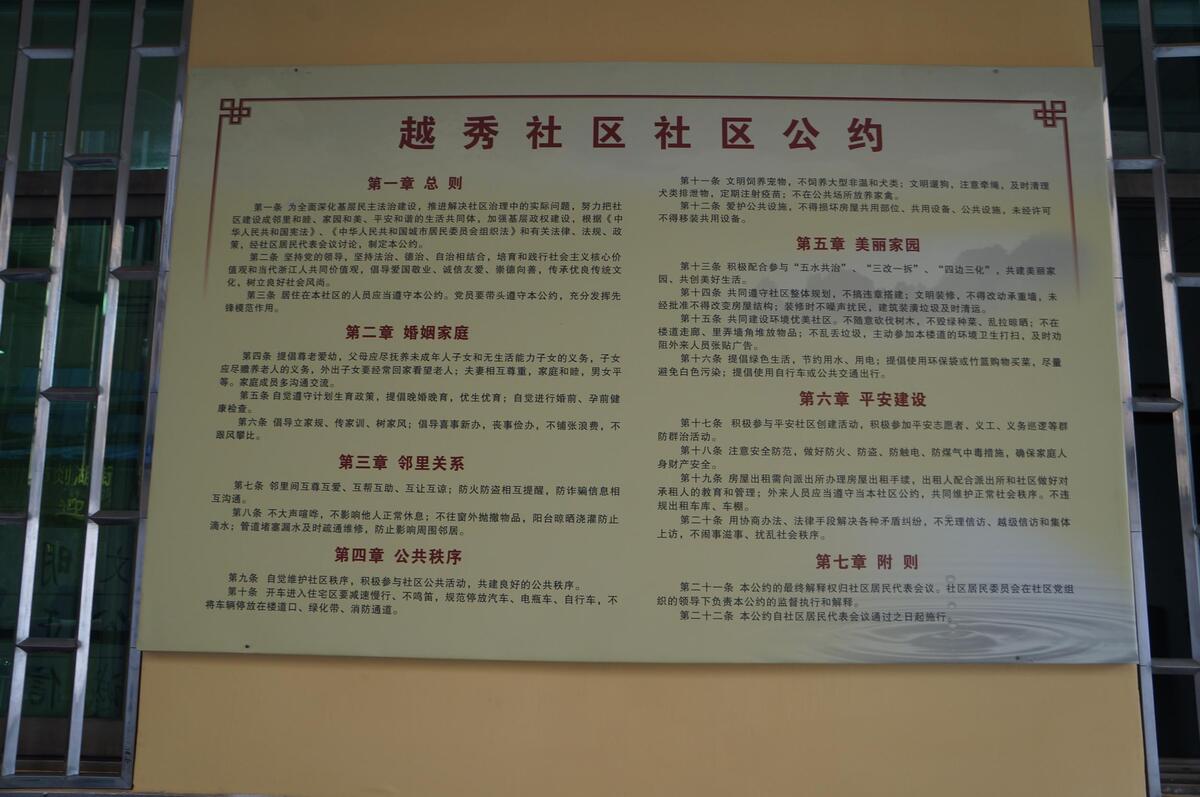 越秀社区社区公约
第一章 总 则
第一条 为全面深化基层民主法治建设，推进解决社区治理中的实际问题，努力把社
区建设成邻里和睦、家园和美、平安和谐的生活共同体，加强基层政权建设，根据《中
华人民共和国宪法》、《中华人民共和国城市居民委员会组织法》和有关法律、法规、政
策，经社区居民代表会议讨论，制定本公约。
第二条 坚持党的领导，坚持法治、德治、自治相结合，培育和践行社会主义核心价
值观和当代浙江人共同价值观，倡导爱国敬业、诚信友爱、崇德向善，传承优良传统文
化，树立良好社会风尚。
第三条 居住在本社区的人员应当遵守本公约。党员要带头遵守本公约，充分发挥先
锋模范作用。
第二章 婚姻家庭
第四条 提倡尊老爱幼，父母应尽抚养未成年人子女和无生活能力子女的义务，子女
应尽赡养老人的义务，外出子女要经常回家看望老人；夫妻相互尊重，家庭和睦，男女平
等。家庭成员多沟通交流。
第五条 自觉遵守计划生育政策，提倡晚婚晚育，优生优育；自觉进行婚前、孕前健
康检查。
第六条 倡导立家规、传家训、树家风；倡导喜事新办，丧事俭办，不铺张浪费，不
跟风攀比。
第三章 邻里关系
第七条 邻里间互尊互爱、互帮互助、互让互谅；防火防盗相互提醒，防诈骗信息相
互沟通。
第八条 不大声喧哗，不影响他人正常休息；不往窗外抛撒物品，阳台晾晒浇灌防止
滴水；管道堵塞漏水及时疏通维修，防止影响周围邻居。
第四章 公共秩序
第九条 自觉维护社区秩序，积极参与社区公共活动，共建良好的公共秩序。
第十条 开车进入住宅区要减速慢行、不鸣笛，规范停放汽车、电瓶车、自行车，不
将车辆停放在楼道口、绿化带、消防通道。
第十一条 文明饲养宠物，不饲养大型非温和犬类；文明遛狗，注意牵绳，及时清理
犬类排泄物，定期注射疫苗；不在公共场所放养家禽。
第十二条 爱护公共设施，不得损坏房屋共用部位、共用设备、公共设施，未经许可
不得移装共用设备。
第五章 美丽家园
第十三条 积极配合参与“五水共治”、“三改一拆”、“四边三化”，共建美丽家
园、共创美好生活。
第十四条 共同遵守社区整体规划，不搞违章搭建；文明装修，不得改动承重墙，未
经批准不得改变房屋结构；装修时不噪声扰民，建筑装潢垃圾及时清运。
第十五条 共同建设环境优美社区。不随意砍伐树木，不毁绿种菜、乱拉晾晒；不在
楼道走廊、里弄墙角堆放物品；不乱丢垃圾，主动参加本楼道的环境卫生打扫，及时劝
阻外来人员张贴广告。
第十六条 提倡绿色生活，节约用水、用电；提倡使用环保袋或竹篮购物买菜，尽量
避免白色污染；提倡使用自行车或公共交通出行。
第六章 平安建设
第十七条 积极参与平安社区创建活动，积极参加平安志愿者、义工、义务巡逻等群
防群治活动。
第十八条 注意安全防范，做好防火、防盗、防触电、防煤气中毒措施，确保家庭人
身财产安全。
第十九条 房屋出租需向派出所办理房屋出租手续，出租人配合派出所和社区做好对
承租人的教育和管理；外来人员应当遵守本社区公约，共同维护正常社会秩序。不违
规出租车库、车棚。
第二十条 用协商办法、法律手段解决各种矛盾纠纷，不无理信访、越级信访和集体
上访，不闹事滋事、扰乱社会秩序。
第七章 附 则
第二十一条 本公约的最终解释权归社区居民代表会议。社区居民委员会在社区党组
织的领导下负责本公约的监督执行和解释。
第二十二条 本公约自社区居民代表会议通过之日起施行。